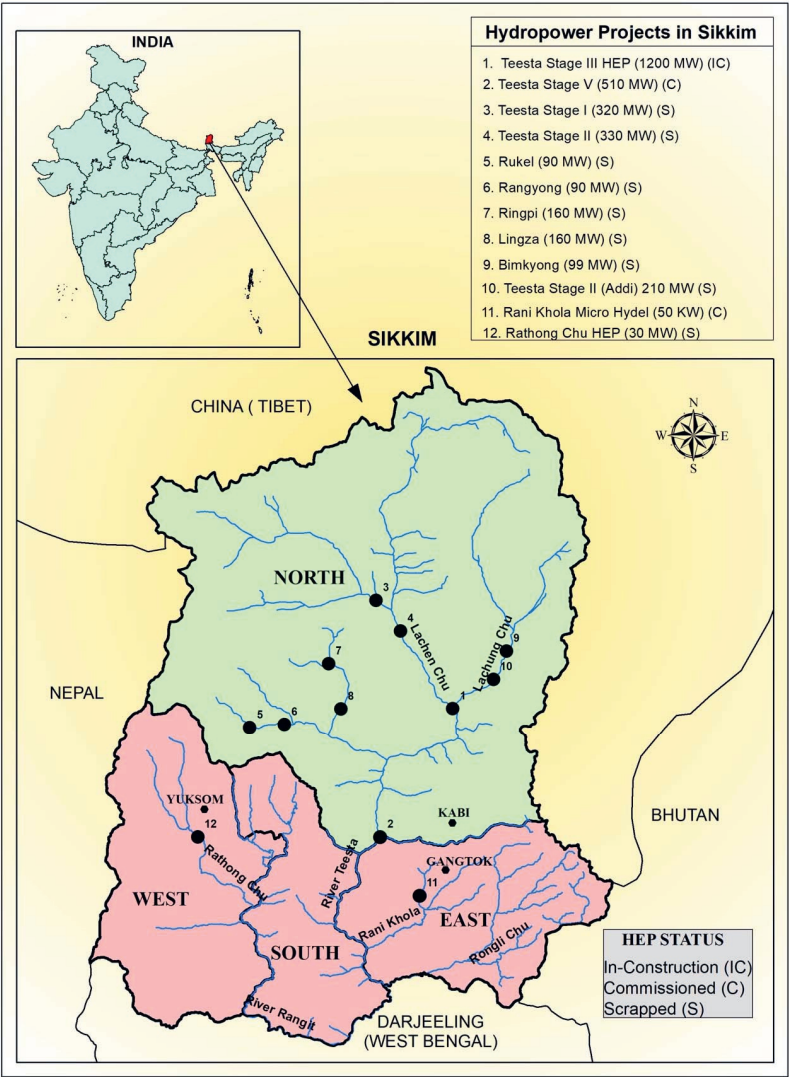 INDIA
Hydropower Projects in Sikkim
1. Teesta Stage III HEP (1200 MW) (IC)
2. Teesta Stage V (510 MW) (C)
3. Teesta Stage I (320 MW) (S)
4. Teesta Stage II (330 MW) (S)
5. Rukel (90 MW) (S)
6. Rangyong (90 MW) (S)
7. Ringpi (160 MW) (S)
8. Lingza (160 MW) (S)
9. Bimkyong (99 MW) (S)
10. Teesta Stage II (Addi) 210 MW (S)
11. Rani Khola Micro Hydel (50 KW) (C)
12. Rathong Chu HEP (30 MW) (S)
SIKKIM
CHINA ( TIBET)
N
W E
S
NORTH
3
4
Lachen Chu
Lachung Chu
9
10
7
NEPAL
8
1
5
6
YUKSOM
12
Rathong Chu
WEST
River Teesta
2
KABI
BHUTAN
GANGTOK
11
Rani Khola
EAST
Rongli Chu
SOUTH
River Rangit
DARJEELING
(WEST BENGAL)
HEP STATUS
In-Construction (IC)
Commissioned (C)
Scrapped (S)